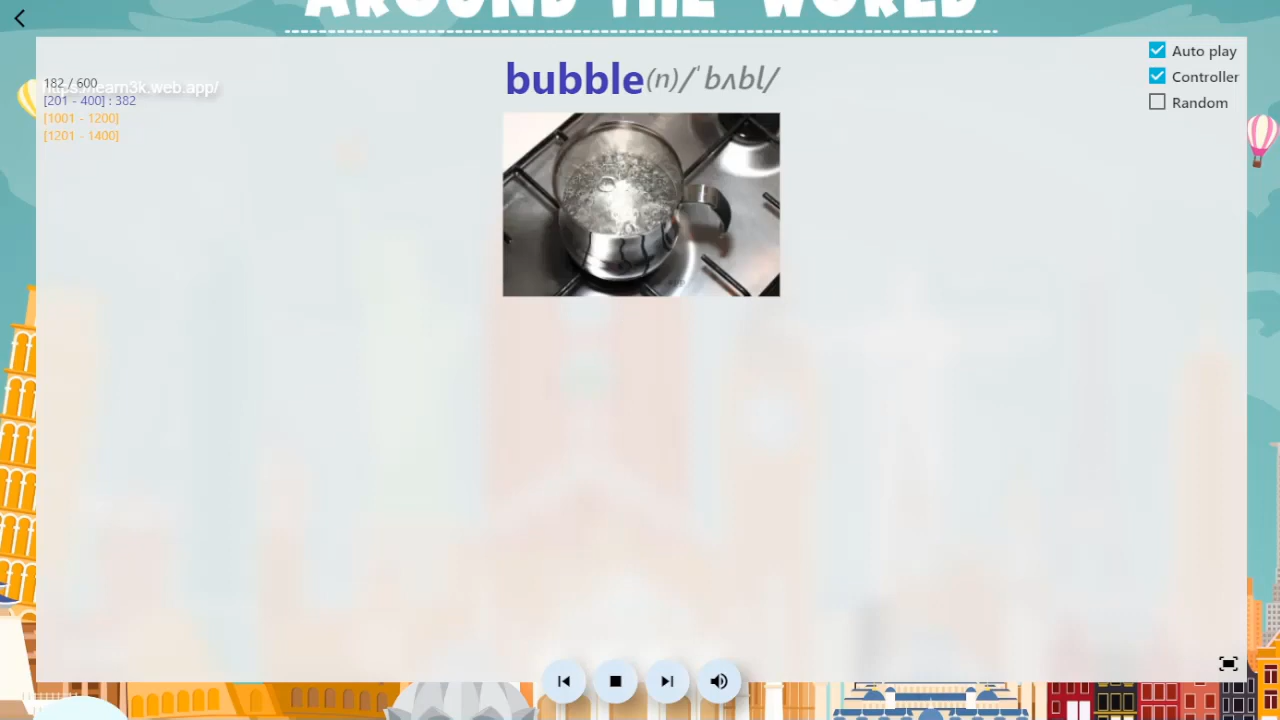 AROUND THE WORLD
Auto play
bubble(n)/ˈbʌbl/
Controller
182 / 600
https://learn3k.web.app/
[201 - 400] : 382
Random
[1001 - 1200]
[1201 - 1400]